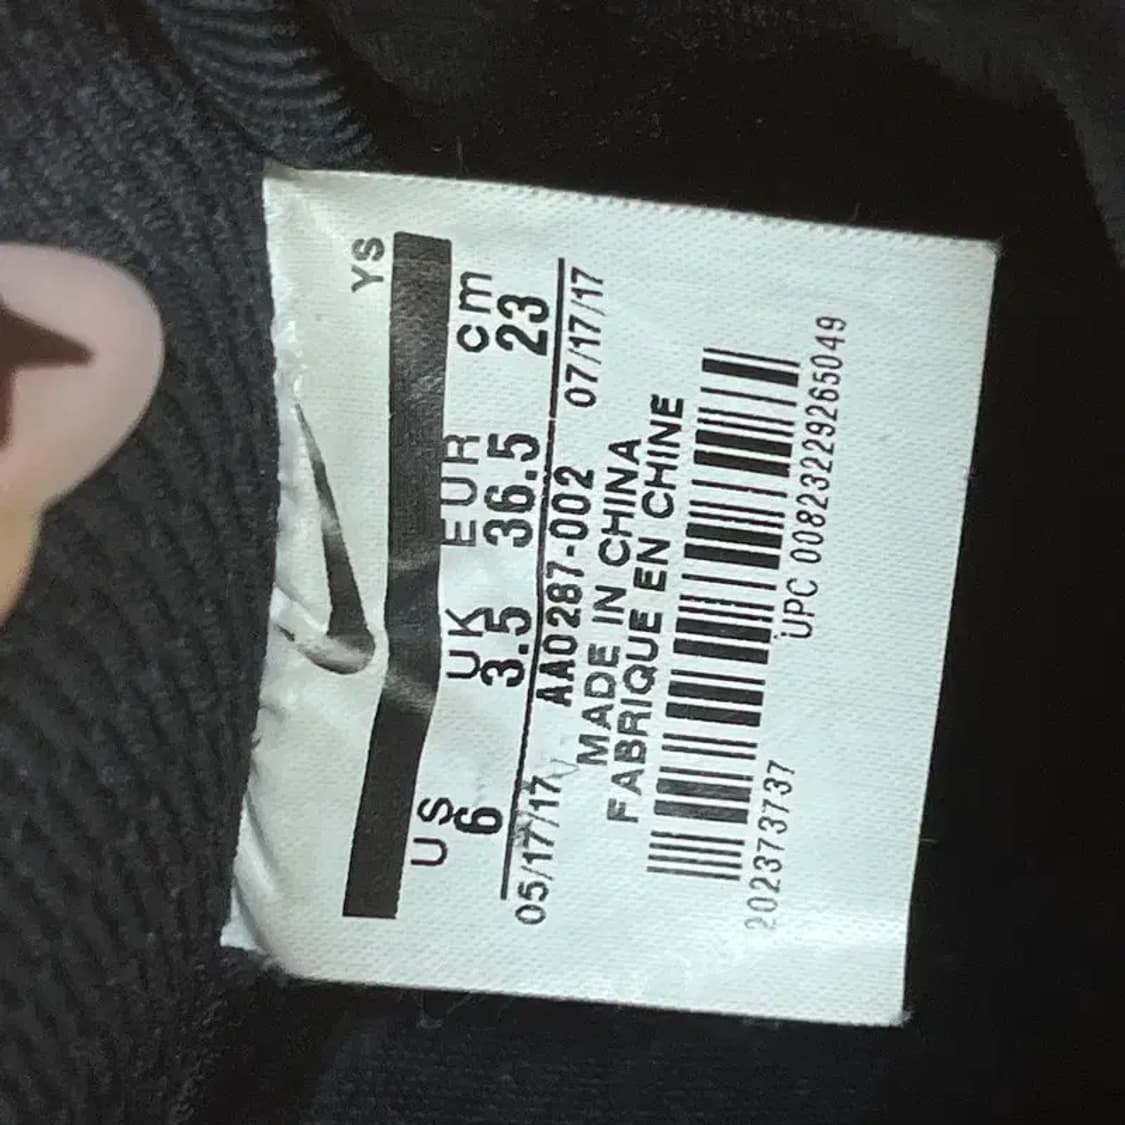 YS
US UK EUR cm
6 3.5 36.5 23
05/17/17 AA0287-002 07/17/17
MADE IN CHINA
FABRIQUE EN CHINE
202373737 UPC 00823229265049